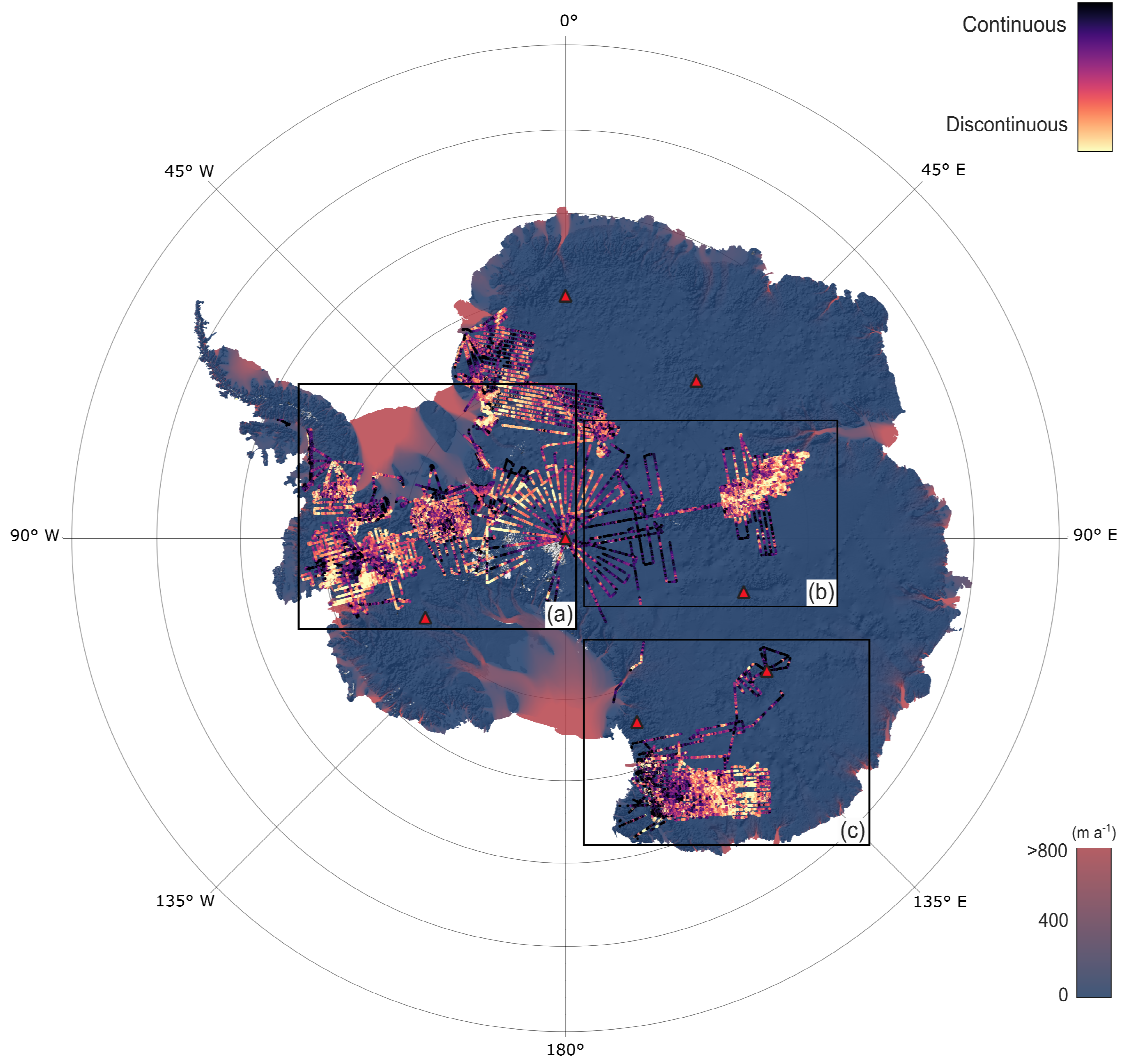 0°
Continuous
Discontinuous
45° W
45° E
90° W
90° E
(a)
(b)
(c)
(m a⁻¹)
>800
400
0
135° W
135° E
180°